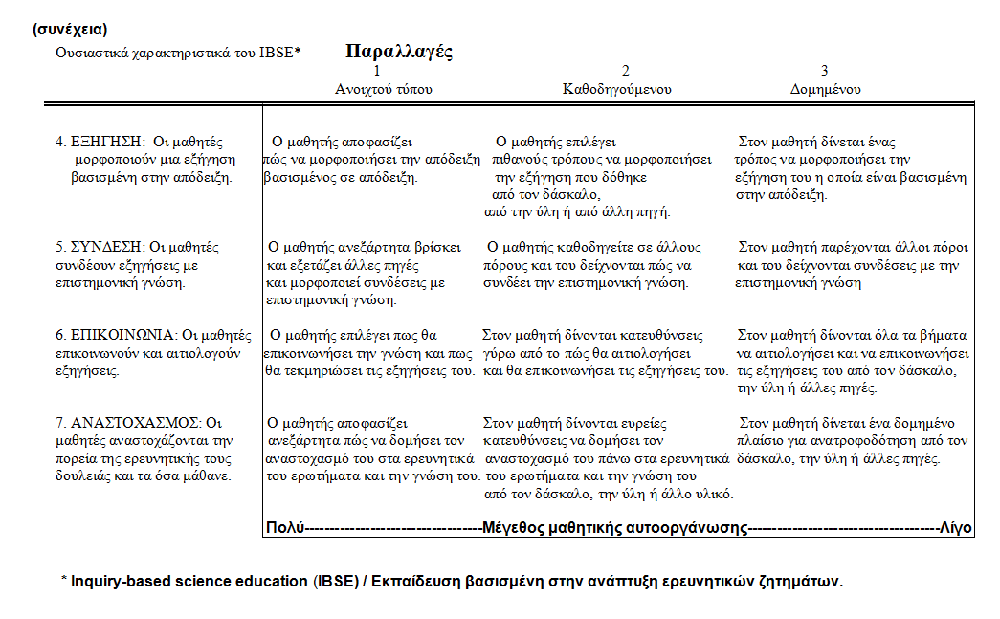 (συνέχεια)
Ουσιαστικά χαρακτηριστικά του IBSE* Παραλλαγές
1 2 3
Ανοιχτού τύπου Καθοδηγούμενου Δομημένου
4. ΕΞΗΓΗΣΗ: Οι μαθητές
μορφοποιούν μια εξήγηση
βασισμένη στην απόδειξη.
Ο μαθητής αποφασίζει
πώς να μορφοποιήσει την απόδειξη
βασισμένος σε απόδειξη.
Ο μαθητής επιλέγει
πιθανούς τρόπους να μορφοποιήσει
την εξήγηση που δόθηκε
από τον δάσκαλο,
από την ύλη ή από άλλη πηγή.
Στον μαθητή δίνεται ένας
τρόπος να μορφοποιήσει την
εξήγηση του η οποία είναι βασισμένη
στην απόδειξη.
5. ΣΥΝΔΕΣΗ: Οι μαθητές
συνδέουν εξηγήσεις με
επιστημονική γνώση.
Ο μαθητής ανεξάρτητα βρίσκει
και εξετάζει άλλες πηγές
και μορφοποιεί συνδέσεις με
επιστημονική γνώση.
Ο μαθητής καθοδηγείτε σε άλλους
πόρους και του δείχνονται πώς να
συνδέει την επιστημονική γνώση.
Στον μαθητή παρέχονται άλλοι πόροι
και του δείχνονται συνδέσεις με την
επιστημονική γνώση
6. ΕΠΙΚΟΙΝΩΝΙΑ: Οι μαθητές
επικοινωνούν και αιτιολογούν
εξηγήσεις.
Ο μαθητής επιλέγει πως θα
επικοινωνήσει την γνώση και πως
θα τεκμηριώσει τις εξηγήσεις του.
Στον μαθητή δίνονται κατευθύνσεις
γύρω από το πώς θα αιτιολογήσει
και θα επικοινωνήσει τις εξηγήσεις του.
Στον μαθητή δίνονται όλα τα βήματα
να αιτιολογήσει και να επικοινωνήσει
τις εξηγήσεις του από τον δάσκαλο,
την ύλη ή άλλες πηγές.
7. ΑΝΑΣΤΟΧΑΣΜΟΣ: Οι
μαθητές αναστοχάζονται την
πορεία της ερευνητικής τους
δουλειάς και τα όσα μάθανε.
Ο μαθητής αποφασίζει
ανεξάρτητα πώς να δομήσει τον
αναστοχασμό του στα ερευνητικά
του ερωτήματα και την γνώση του.
Στον μαθητή δίνονται ευρείες
κατευθύνσεις να δομήσει τον
αναστοχασμό του πάνω στα ερευνητικά
του ερωτήματα και την γνώση του
από τον δάσκαλο, την ύλη ή άλλο υλικό.
Στον μαθητή δίνεται ένα δομημένο
πλαίσιο για ανατροφοδότηση από τον
δάσκαλο, την ύλη ή άλλες πηγές.
Πολύ-----------------------------------Μέγεθος μαθητικής αυτοοργάνωσης---------------------------------------Λίγο
* Inquiry-based science education (IBSE) / Εκπαίδευση βασισμένη στην ανάπτυξη ερευνητικών ζητημάτων.